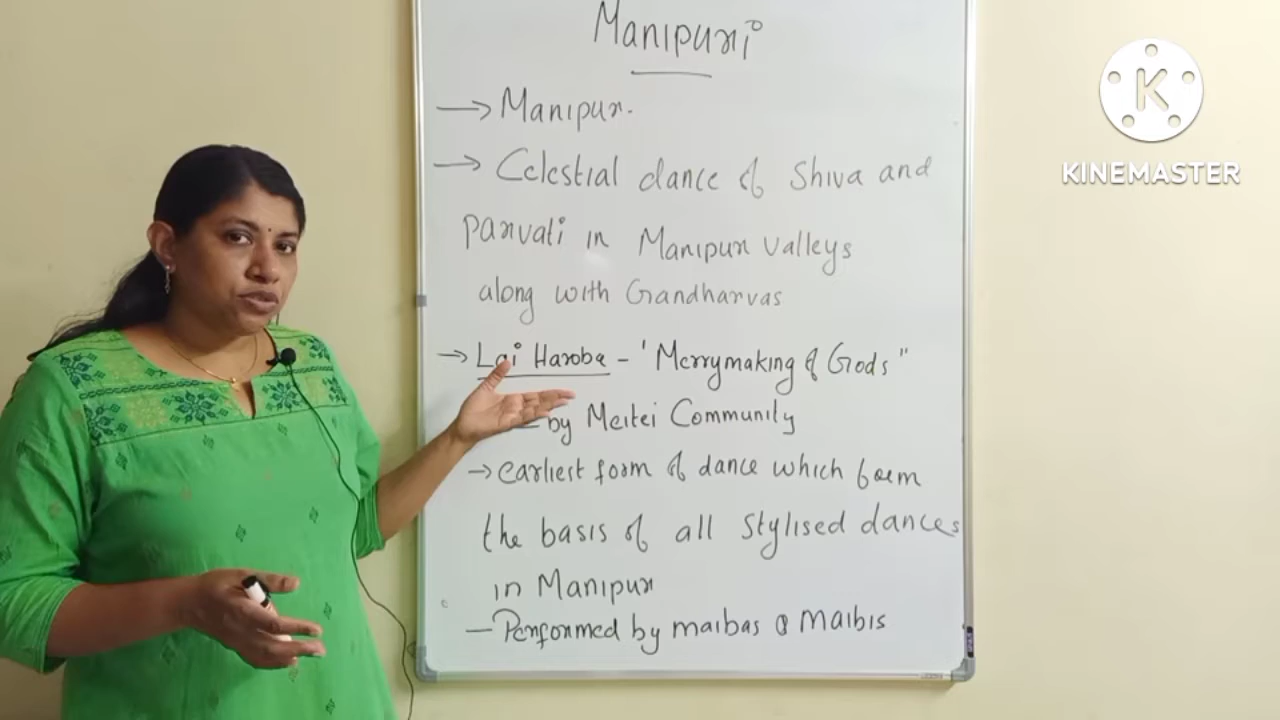 Manipuri
→ Manipur.
→ Celestial dance of Shiva and
Parvati in Manipur Valleys
along with Gandharvas
→ Lai Haroba - 'Merrymaking of Gods"
by Meitei Community
→ earliest form of dance which form
the basis of all stylised dances
in Manipur
- Performed by maibas & Maibis
K
KINEMASTER